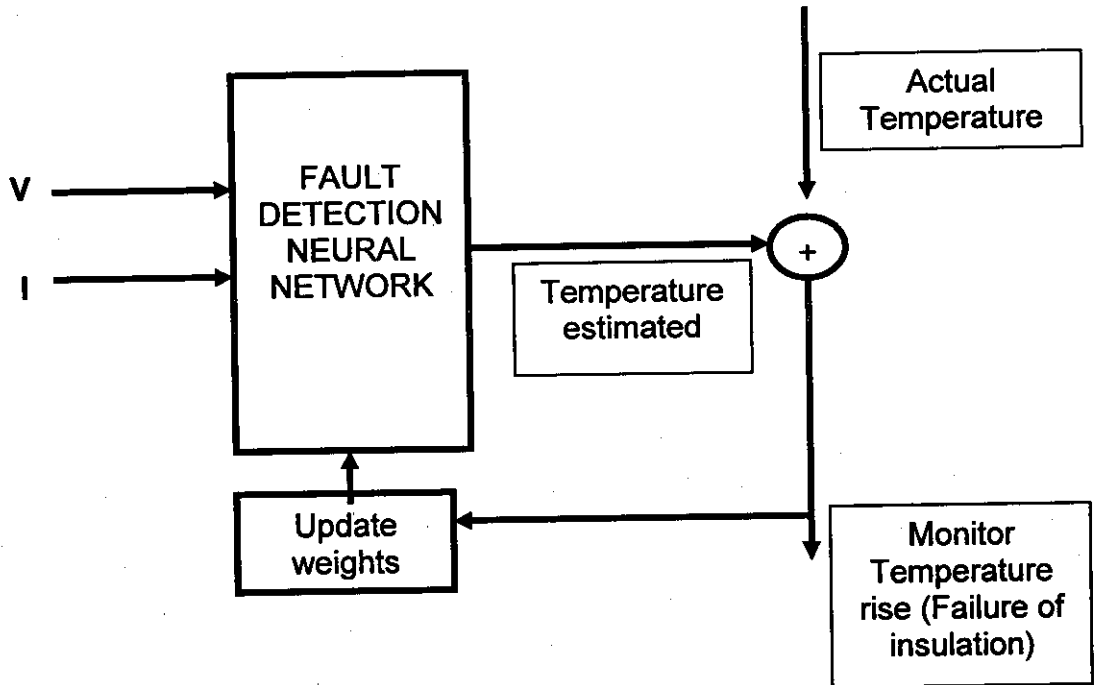 V
I
FAULT
DETECTION
NEURAL
NETWORK
Actual
Temperature
+
Temperature
estimated
Update
weights
Monitor
Temperature
rise (Failure of
insulation)